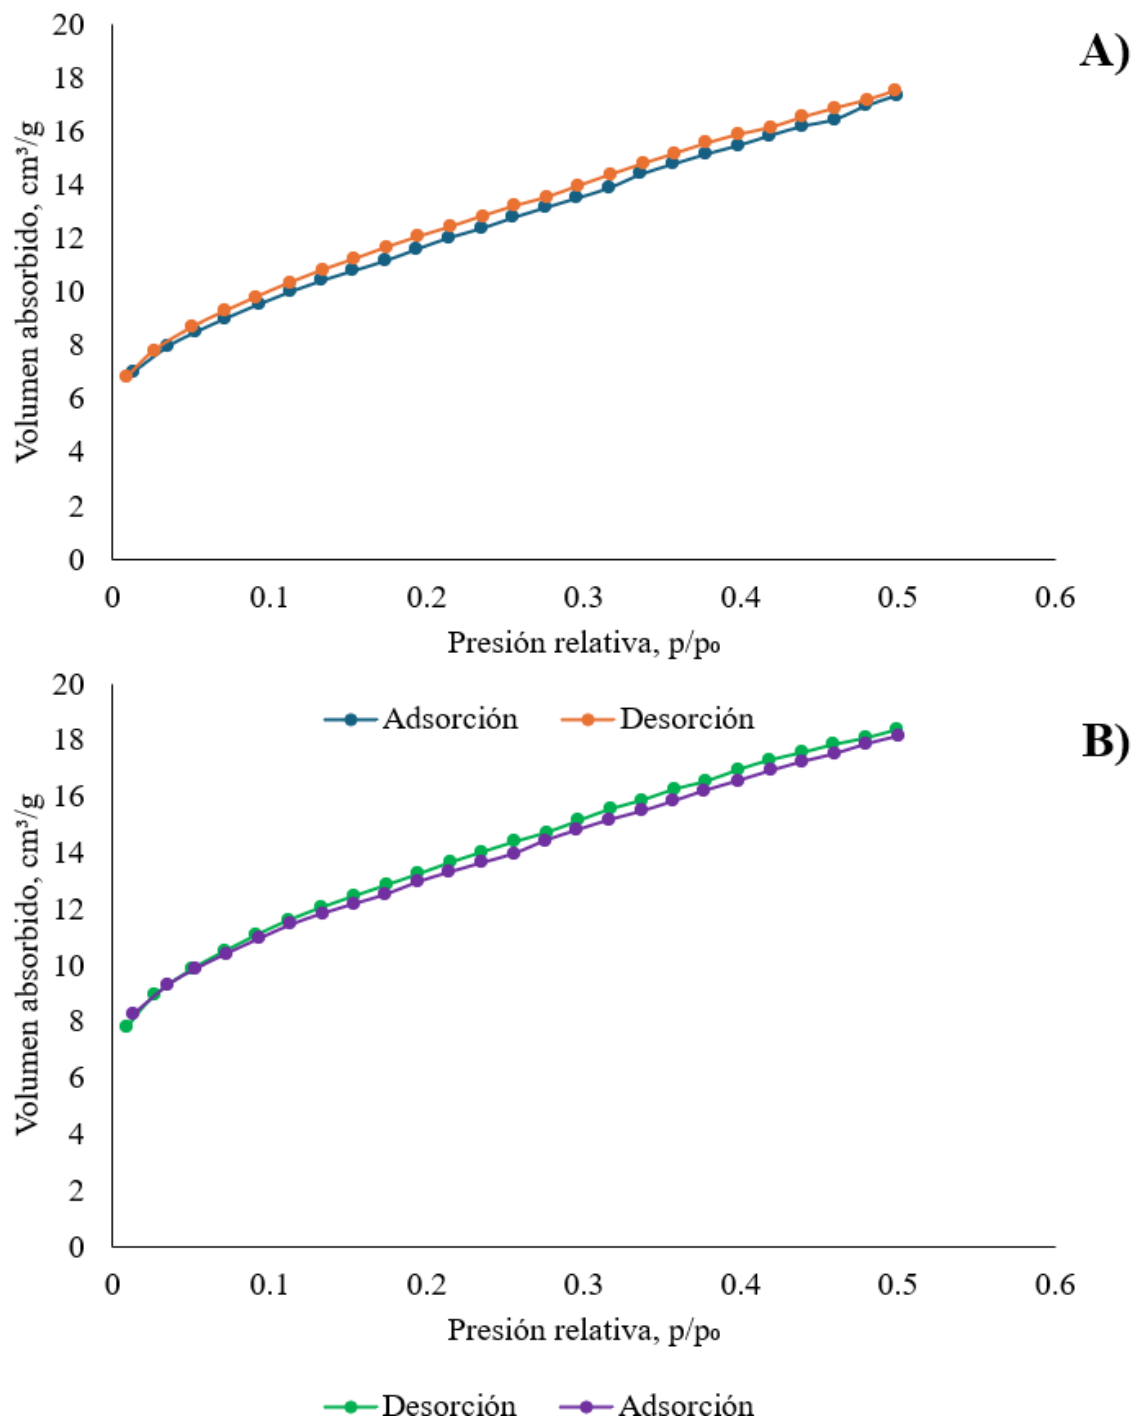 A)
20
18
16
14
12
10
8
6
4
2
0
Volumen absorbido, cm³/g
0 0.1 0.2 0.3 0.4 0.5 0.6
Presión relativa, p/p₀
Adsorción Desorción
B)
20
18
16
14
12
10
8
6
4
2
0
Volumen absorbido, cm³/g
0 0.1 0.2 0.3 0.4 0.5 0.6
Presión relativa, p/p₀
Desorción Adsorción